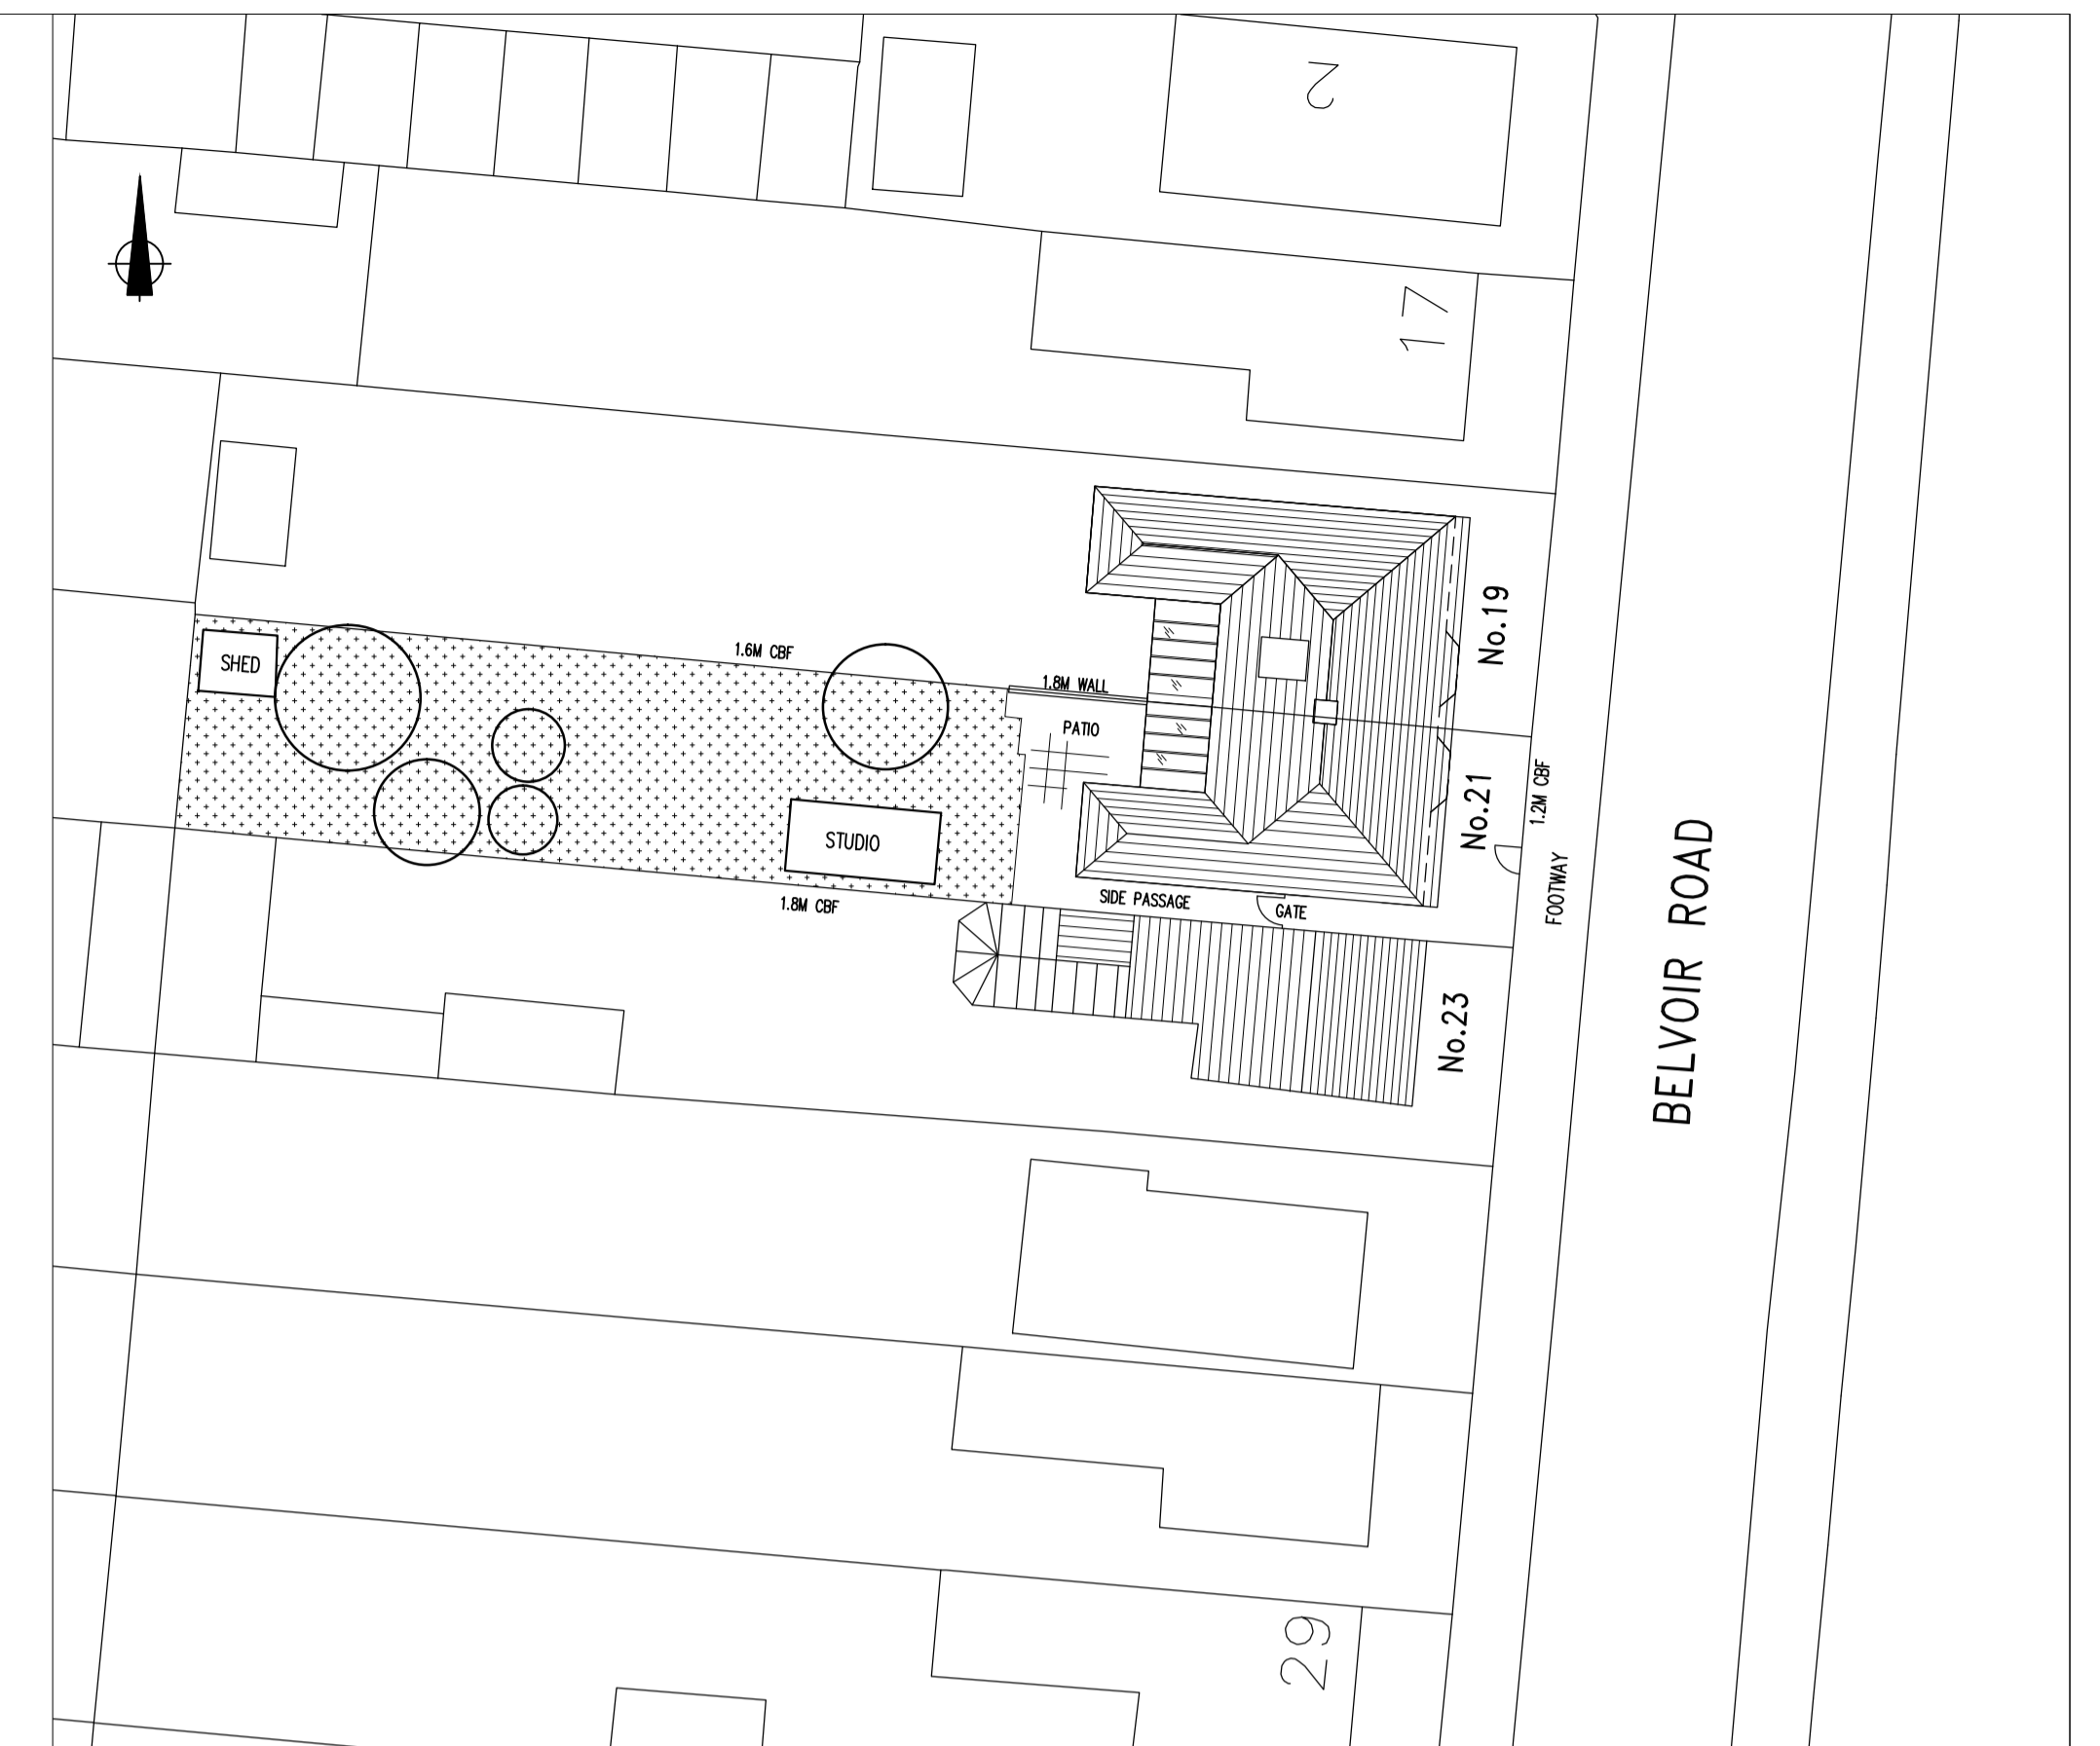 2
17
No.19
1.6M CBF
SHED
1.8M WALL
PATIO
No.21
1.2M CBF
STUDIO
1.8M CBF
SIDE PASSAGE
GATE
FOOTWAY
BELVOIR ROAD
No.23
29